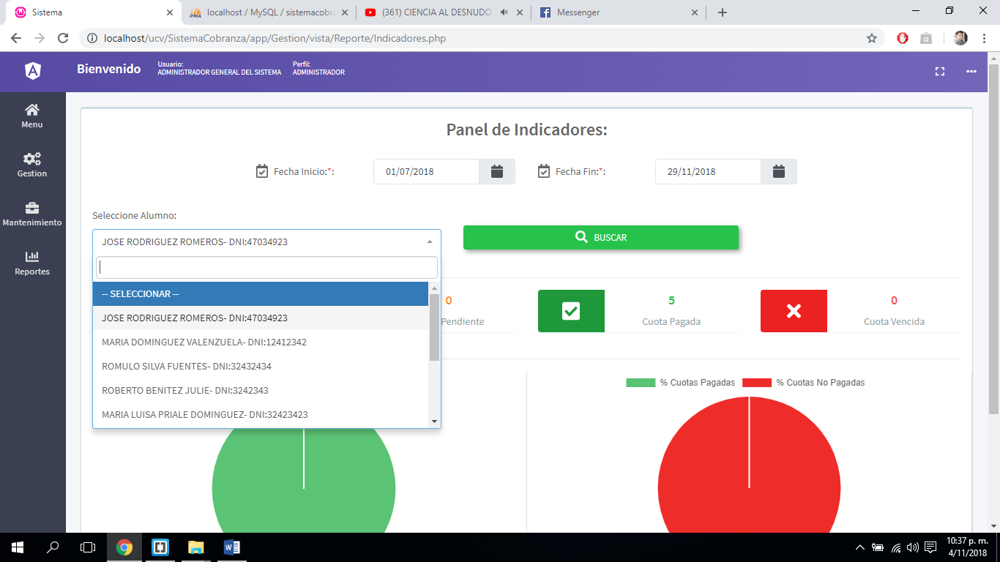 Sistema
localhost / MySQL / sistemacobra
(361) CIENCIA AL DESNUDO
Messenger
localhost/ucv/SistemaCobranza/app/Gestion/vista/Reporte/Indicadores.php
Bienvenido
Usuario:
ADMINISTRADOR GENERAL DEL SISTEMA
Perfil:
ADMINISTRADOR
Menu
Gestion
Mantenimiento
Reportes
Panel de Indicadores:
Fecha Inicio:*:
01/07/2018
Fecha Fin:*:
29/11/2018
Seleccione Alumno:
JOSE RODRIGUEZ ROMEROS- DNI:47034923
BUSCAR
-- SELECCIONAR --
JOSE RODRIGUEZ ROMEROS- DNI:47034923
MARIA DOMINGUEZ VALENZUELA- DNI:12412342
ROMULO SILVA FUENTES- DNI:32432434
ROBERTO BENITEZ JULIE- DNI:3242343
MARIA LUISA PRIALE DOMINGUEZ- DNI:32423423
0
Pendiente
5
Cuota Pagada
0
Cuota Vencida
% Cuotas Pagadas
% Cuotas No Pagadas
10:37 p. m.
4/11/2018